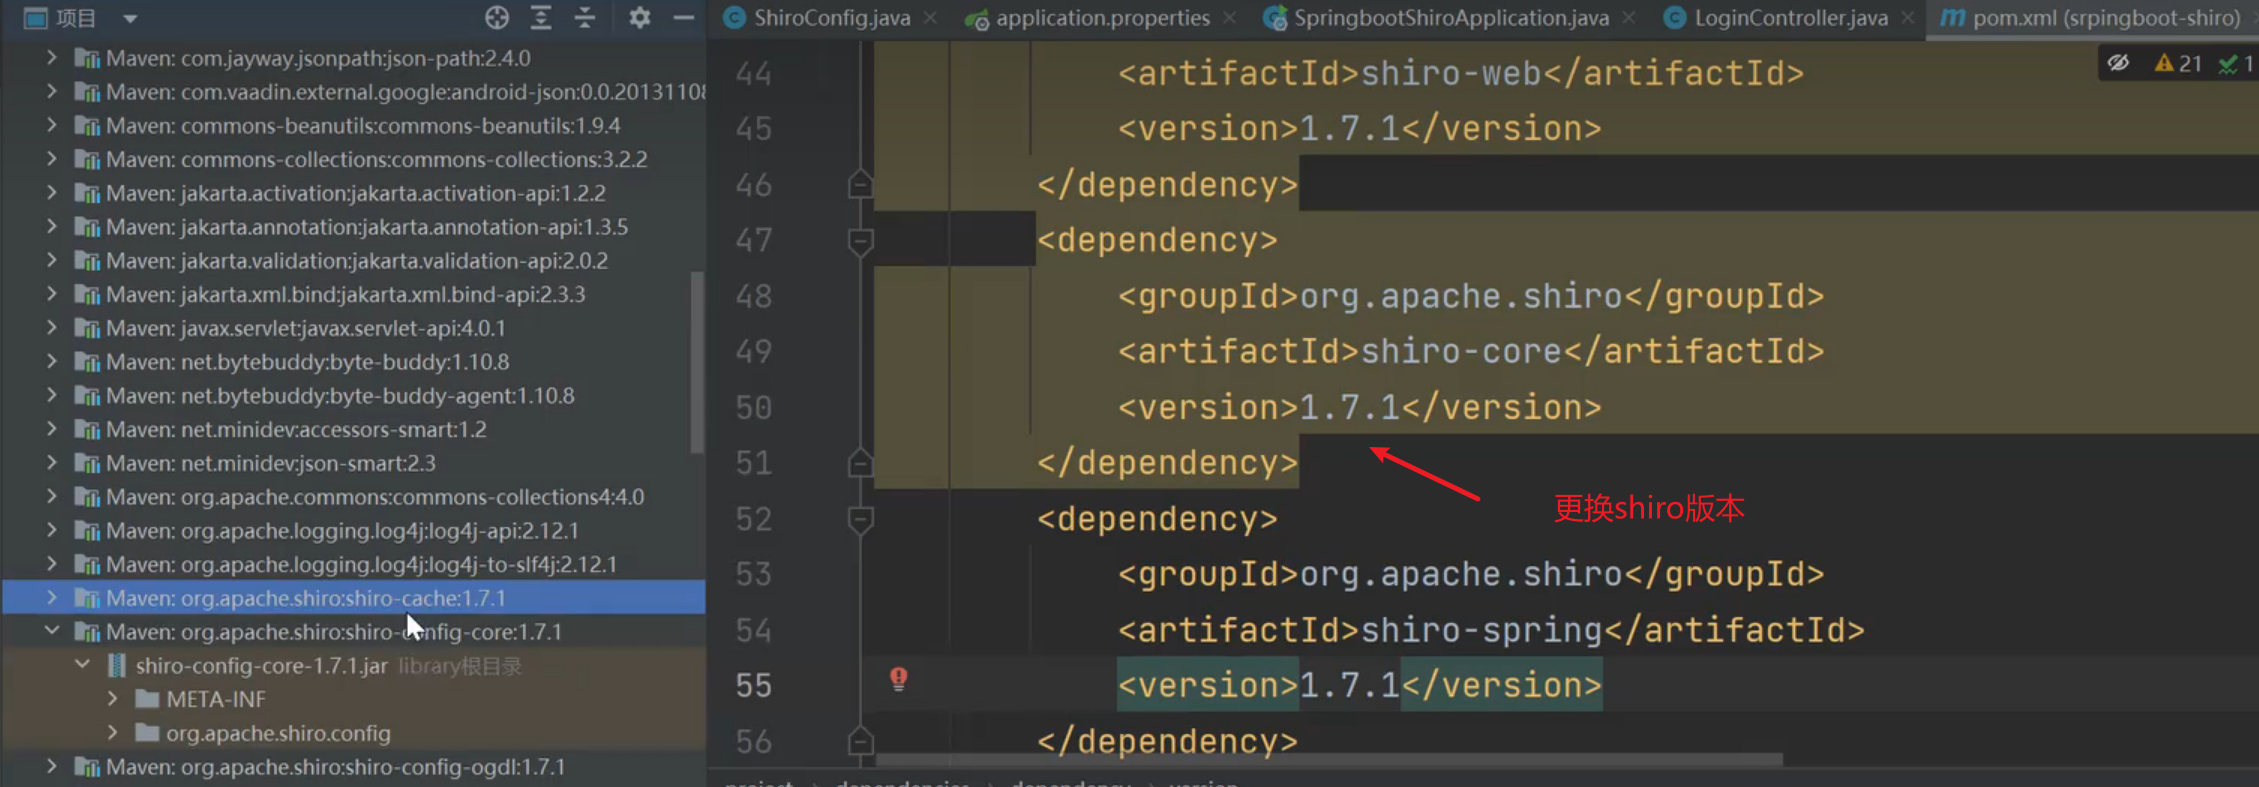 项目
Maven: com.jayway.jsonpath:json-path:2.4.0
Maven: com.vaadin.external.google:android-json:0.0.20131108
Maven: commons-beanutils:commons-beanutils:1.9.4
Maven: commons-collections:commons-collections:3.2.2
Maven: jakarta.activation:jakarta.activation-api:1.2.2
Maven: jakarta.annotation:jakarta.annotation-api:1.3.5
Maven: jakarta.validation:jakarta.validation-api:2.0.2
Maven: jakarta.xml.bind:jakarta.xml.bind-api:2.3.3
Maven: javax.servlet:javax.servlet-api:4.0.1
Maven: net.bytebuddy:byte-buddy:1.10.8
Maven: net.bytebuddy:byte-buddy-agent:1.10.8
Maven: net.minidev:accessors-smart:1.2
Maven: net.minidev:json-smart:2.3
Maven: org.apache.commons:commons-collections4:4.0
Maven: org.apache.logging.log4j:log4j-api:2.12.1
Maven: org.apache.logging.log4j:log4j-to-slf4j:2.12.1
Maven: org.apache.shiro:shiro-cache:1.7.1
Maven: org.apache.shiro:shiro-config-core:1.7.1
shiro-config-core-1.7.1.jar library根目录
META-INF
org.apache.shiro.config
Maven: org.apache.shiro:shiro-config-ogdl:1.7.1
ShiroConfig.java application.properties SpringbootShiroApplication.java LoginController.java pom.xml (srpingboot-shiro)
21 1
44 <artifactId>shiro-web</artifactId>
45 <version>1.7.1</version>
46 </dependency>
47 <dependency>
48 <groupId>org.apache.shiro</groupId>
49 <artifactId>shiro-core</artifactId>
50 <version>1.7.1</version>
51 </dependency>
更换shiro版本
52 <dependency>
53 <groupId>org.apache.shiro</groupId>
54 <artifactId>shiro-spring</artifactId>
55 <version>1.7.1</version>
56 </dependency>
project dependencies dependency version